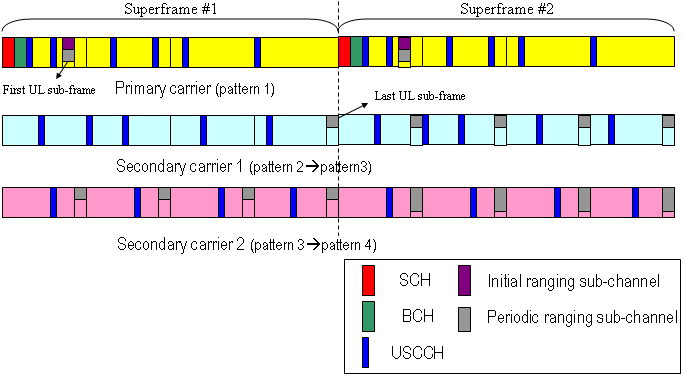 Superframe #1
Superframe #2
First UL sub-frame
Primary carrier (pattern 1)
Last UL sub-frame
Secondary carrier 1 (pattern 2→pattern3)
Secondary carrier 2 (pattern 3→pattern 4)
SCH
Initial ranging sub-channel
BCH
Periodic ranging sub-channel
USCCH